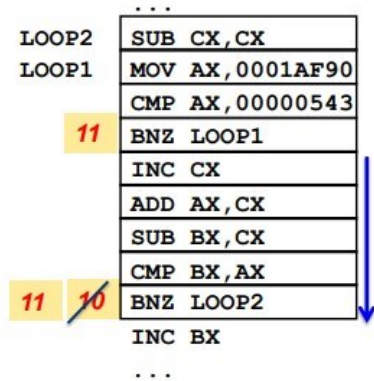 ...
LOOP2 SUB CX,CX
LOOP1 MOV AX,0001AF90
CMP AX,00000543
11 BNZ LOOP1
INC CX
ADD AX,CX
SUB BX,CX
CMP BX,AX
11 10 BNZ LOOP2
INC BX
...